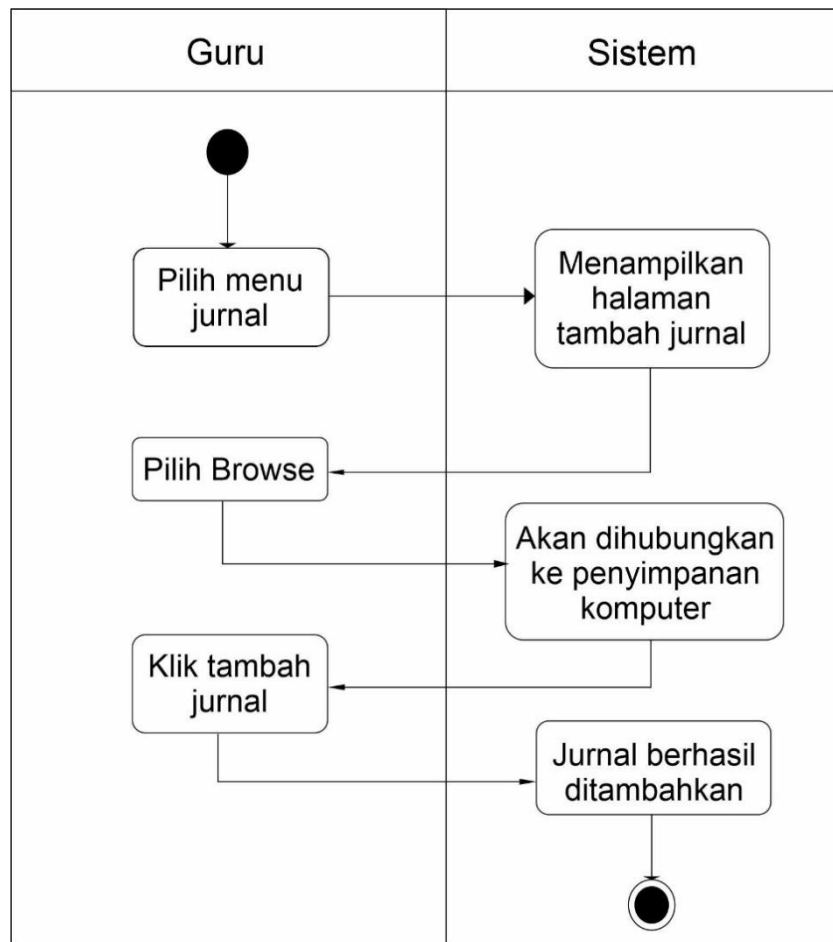 Guru
Sistem
Pilih menu
jurnal
Menampilkan
halaman
tambah jurnal
Pilih Browse
Akan dihubungkan
ke penyimpanan
komputer
Klik tambah
jurnal
Jurnal berhasil
ditambahkan